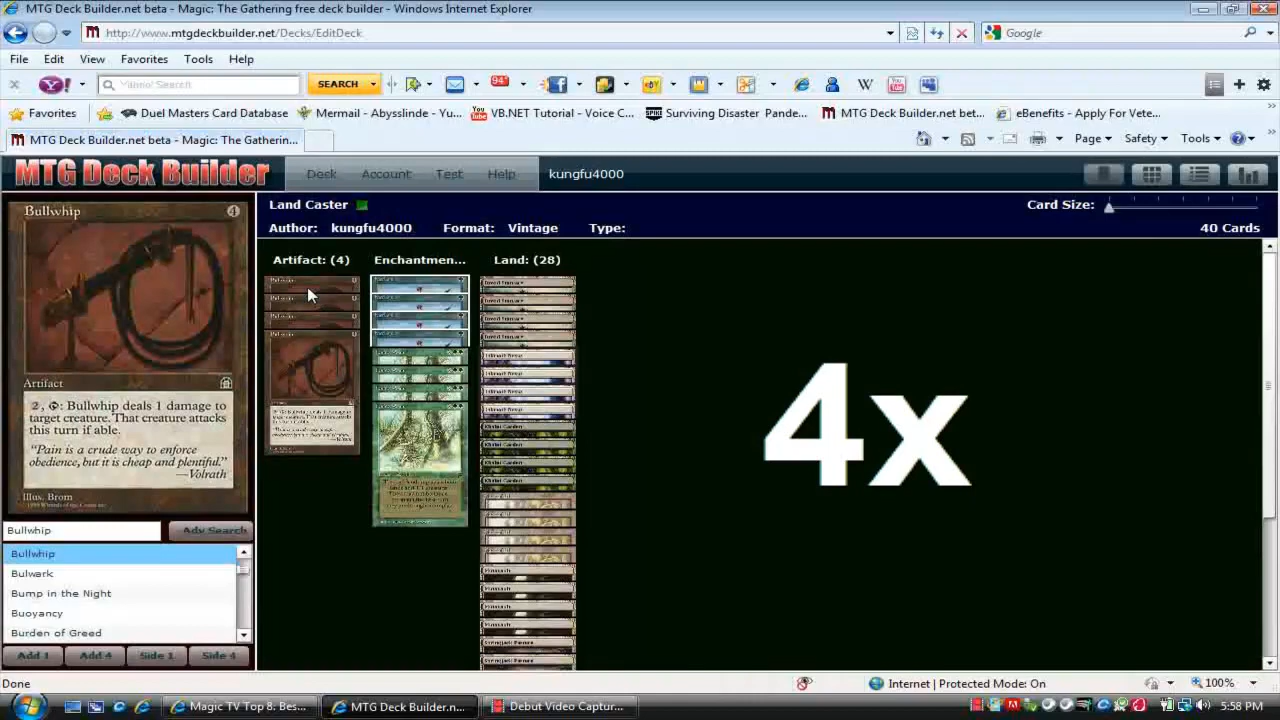 MTG Deck Builder.net beta - Magic: The Gathering free deck builder - Windows Internet Explorer
http://www.mtgdeckbuilder.net/Decks/EditDeck
Google
File Edit View Favorites Tools Help
Yahoo! Search SEARCH 94
Favorites Duel Masters Card Database Mermail - Abysslinde - Yu... VB.NET Tutorial - Voice C... Surviving Disaster Pande... MTG Deck Builder.net bet... eBenefits - Apply For Vete...
MTG Deck Builder.net beta - Magic: The Gatherin...
Page Safety Tools
MTG Deck Builder Deck Account Test Help kungfu4000
Land Caster
Card Size:
Author: kungfu4000 Format: Vintage Type:
40 Cards
Artifact: (4) Enchantmen... Land: (28)
Bullwhip 4
Artifact
2, : Bullwhip deals 1 damage to
target creature. That creature attacks
this turn if able.
"Pain is a crude way to enforce
obedience, but it is cheap and plentiful."
—Volrath
Illus. Brom
4x
Bullwhip Adv Search
Bullwhip
Bulwark
Bump in the Night
Buoyancy
Burden of Greed
Add 1 Add 4 Side 1 Side 4
Done
Internet | Protected Mode: On
100%
Magic TV Top 8. Bes...
MTG Deck Builder.n...
Debut Video Captur...
5:58 PM